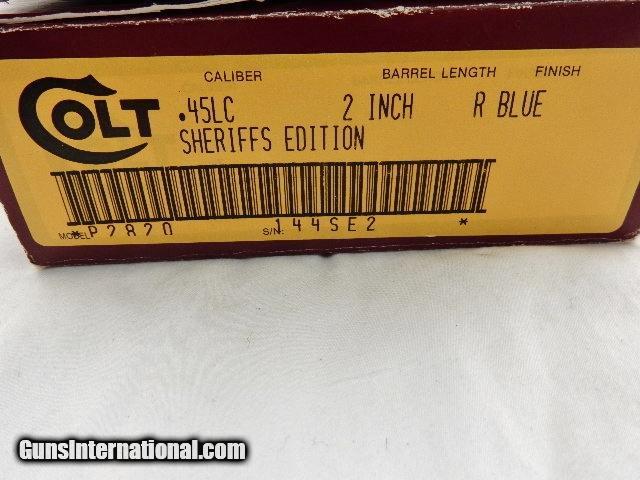 CALIBER BARREL LENGTH FINISH
COLT .45LC 2 INCH R BLUE
SHERIFFS EDITION
MODEL *P2820 S/N: 144SE2 *
GunsInternational.com